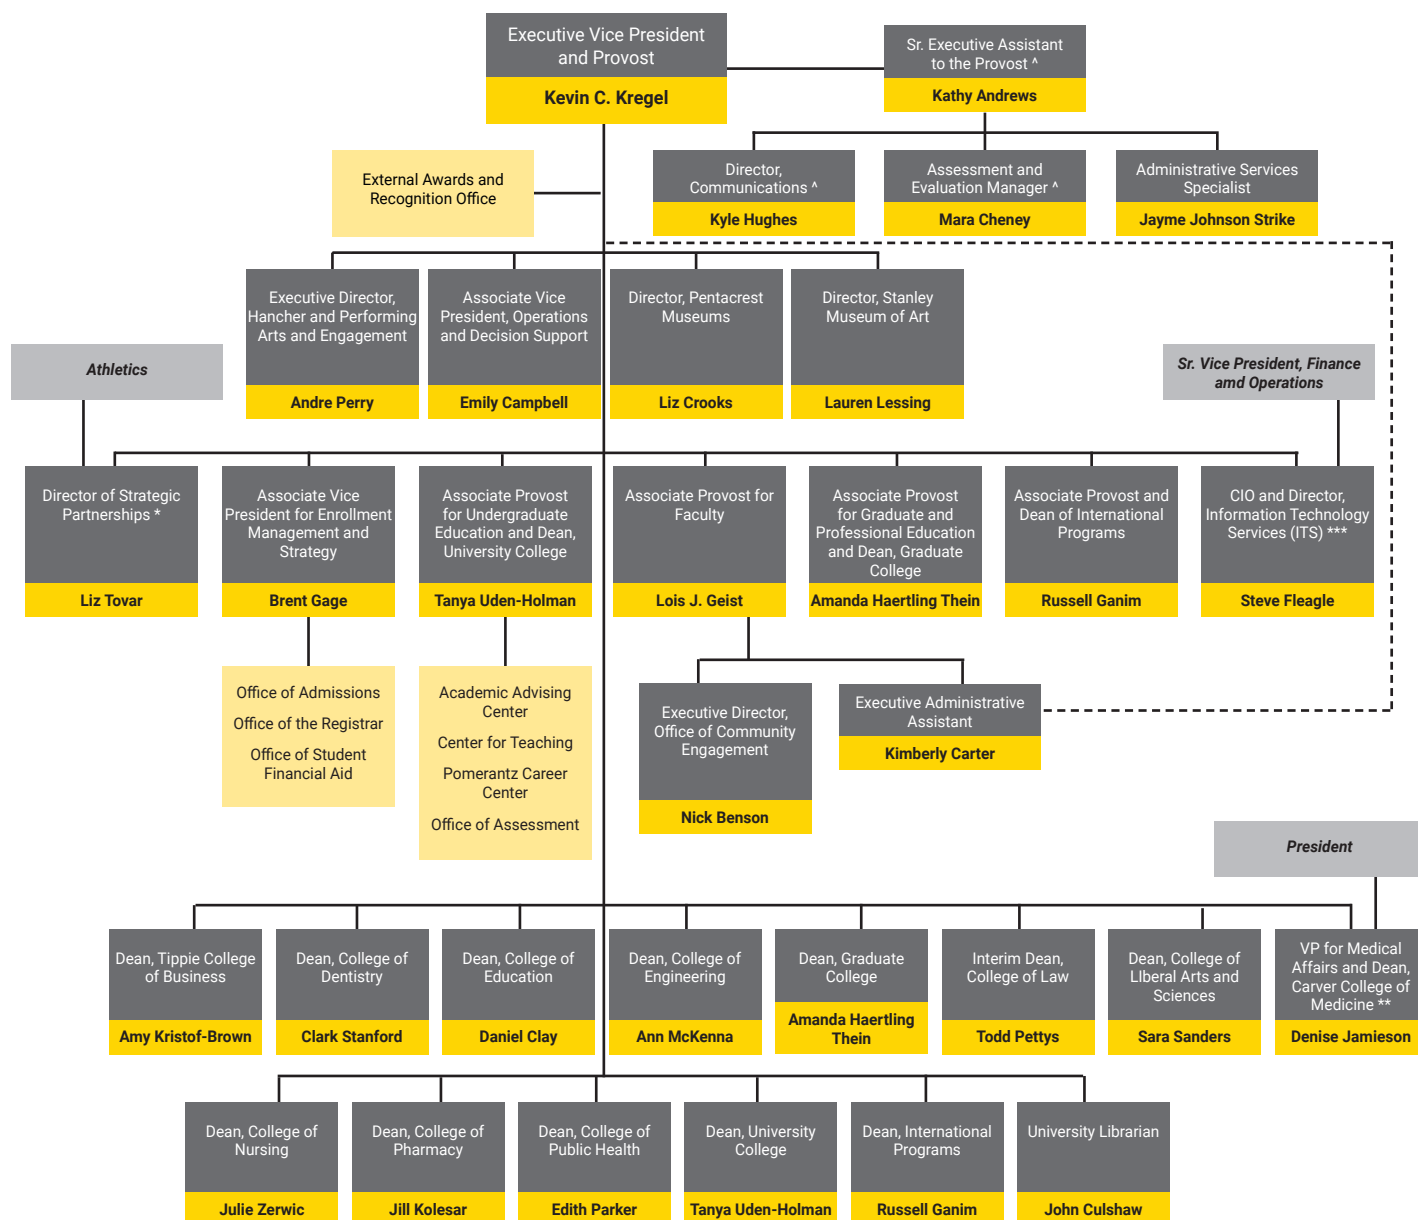 Executive Vice President
and Provost
Kevin C. Kregel
Sr. Executive Assistant
to the Provost ^
Kathy Andrews
External Awards and
Recognition Office
Director,
Communications ^
Kyle Hughes
Assessment and
Evaluation Manager ^
Mara Cheney
Administrative Services
Specialist
Jayme Johnson Strike
Executive Director,
Hancher and Performing
Arts and Engagement
Andre Perry
Associate Vice
President, Operations
and Decision Support
Emily Campbell
Director, Pentacrest
Museums
Liz Crooks
Director, Stanley
Museum of Art
Lauren Lessing
Athletics
Sr. Vice President, Finance
amd Operations
Director of Strategic
Partnerships *
Liz Tovar
Associate Vice
President for Enrollment
Management and
Strategy
Brent Gage
Associate Provost
for Undergraduate
Education and Dean,
University College
Tanya Uden-Holman
Associate Provost for
Faculty
Lois J. Geist
Associate Provost
for Graduate and
Professional Education
and Dean, Graduate
College
Amanda Haertling Thein
Associate Provost and
Dean of International
Programs
Russell Ganim
CIO and Director,
Information Technology
Services (ITS) ***
Steve Fleagle
Office of Admissions
Office of the Registrar
Office of Student
Financial Aid
Academic Advising
Center
Center for Teaching
Pomerantz Career
Center
Office of Assessment
Executive Director,
Office of Community
Engagement
Nick Benson
Executive Administrative
Assistant
Kimberly Carter
President
Dean, Tippie College
of Business
Amy Kristof-Brown
Dean, College of
Dentistry
Clark Stanford
Dean, College of
Education
Daniel Clay
Dean, College of
Engineering
Ann McKenna
Dean, Graduate
College
Amanda Haertling
Thein
Interim Dean,
College of Law
Todd Pettys
Dean, College of
LIberal Arts and
Sciences
Sara Sanders
VP for Medical
Affairs and Dean,
Carver College of
Medicine **
Denise Jamieson
Dean, College of
Nursing
Julie Zerwic
Dean, College of
Pharmacy
Jill Kolesar
Dean, College of
Public Health
Edith Parker
Dean, University
College
Tanya Uden-Holman
Dean, International
Programs
Russell Ganim
University Librarian
John Culshaw